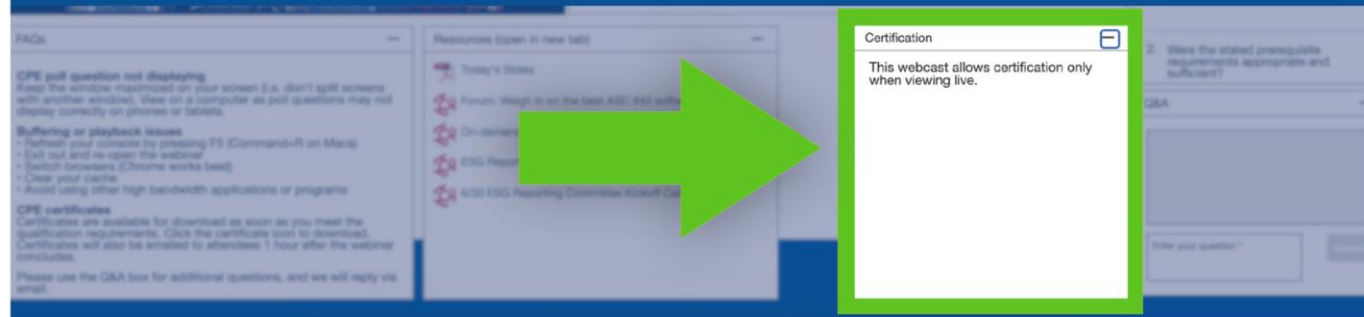 FAQs
CPE poll question not displaying
Keep the window maximized on your screen (i.e. don't split screens
with another window). View on a computer as poll questions may not
display correctly on phones or tablets.
Buffering or playback issues
• Refresh your console by pressing F5 (Command+R on Macs)
• Exit out and re-open the webinar
• Switch browsers (Chrome works best)
• Clear your cache
• Avoid using other high bandwidth applications or programs
CPE certificates
Certificates are available for download as soon as you meet the
qualification requirements. Click the certificate icon to download.
Certificates will also be emailed to attendees 1 hour after the webinar
concludes.
Please use the Q&A box for additional questions, and we will reply via
email.
Resources (open in new tab)
Today's Slides
Forum: Weigh in on the best ASC 842
On-demand
ESG Report
6/30 ESG Reporting Committee Kickoff
Certification
This webcast allows certification only
when viewing live.
2. Were the stated prerequisite
requirements appropriate and
sufficient?
Q&A
Enter your question *